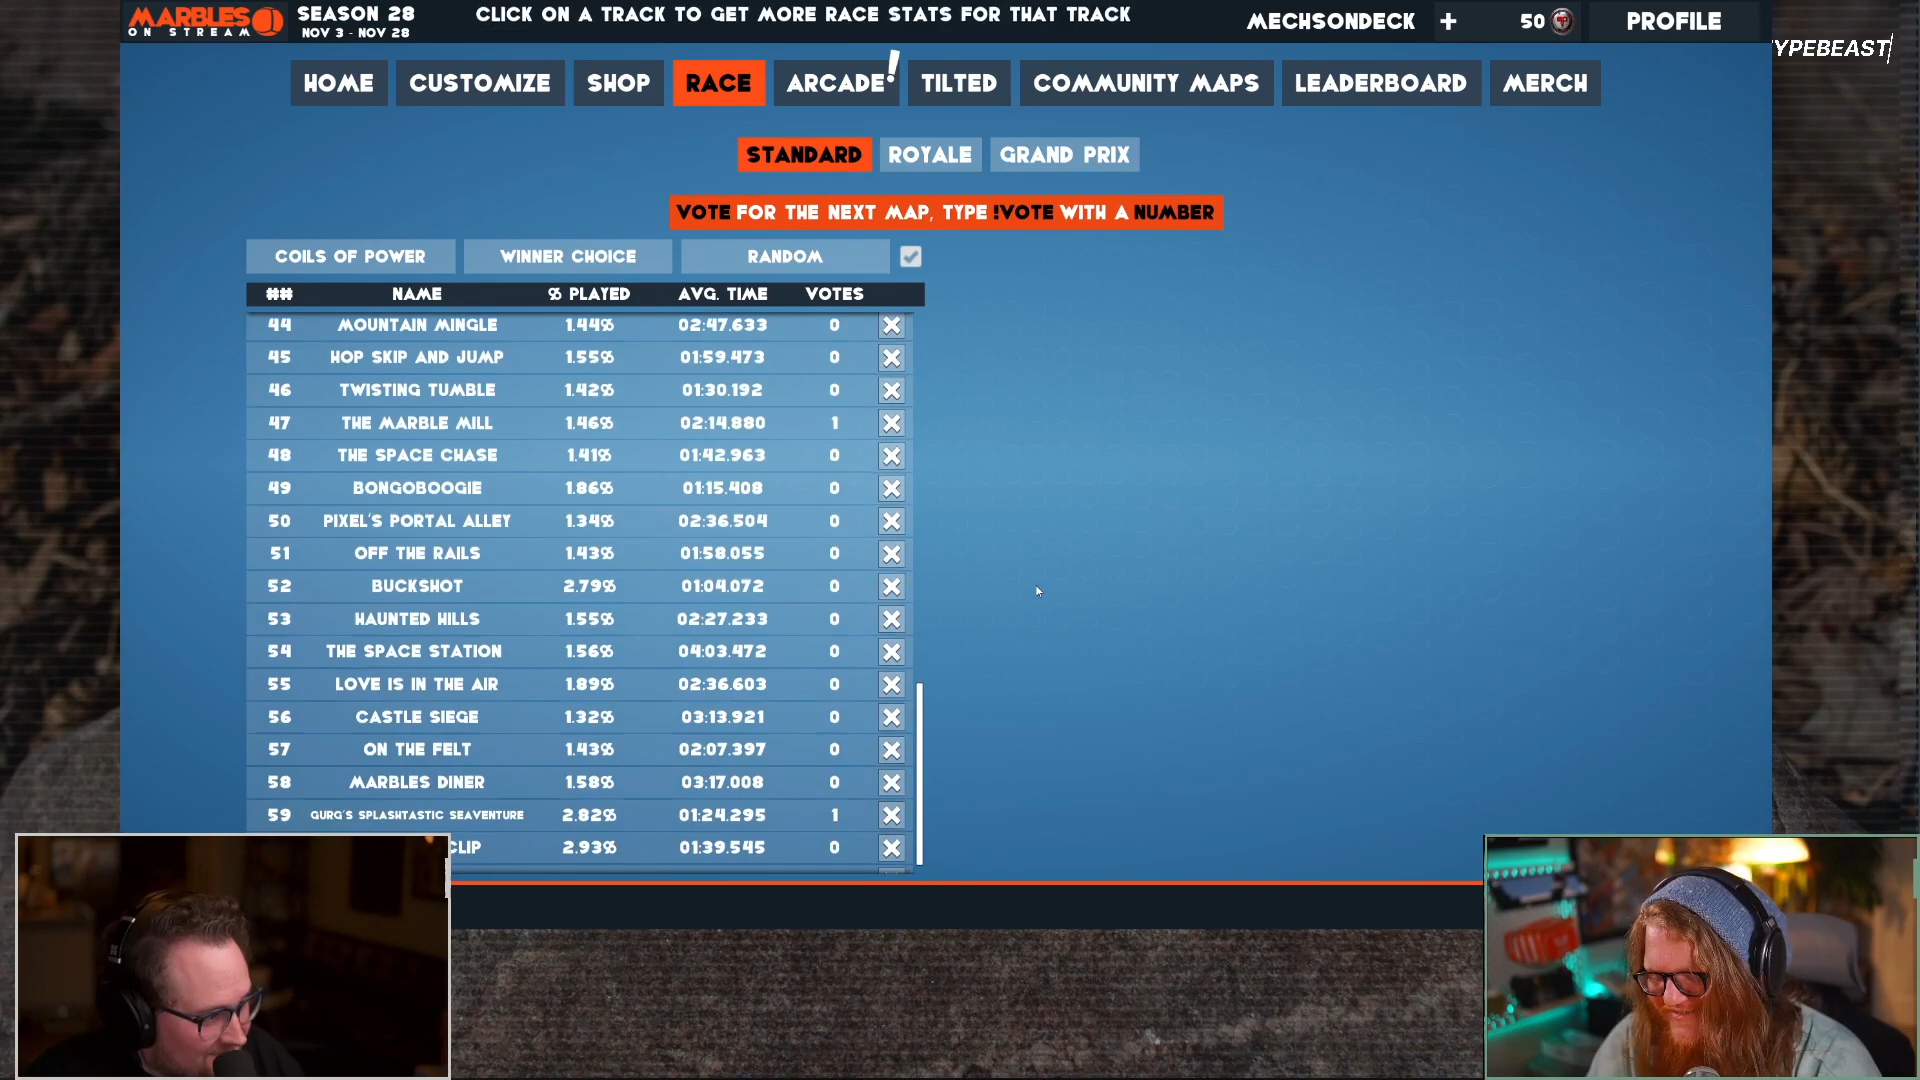 MARBLES
ON STREAM
SEASON 28
NOV 3 - NOV 28
CLICK ON A TRACK TO GET MORE RACE STATS FOR THAT TRACK
MECHSONDECK + 50 PROFILE
YPEBEAST/
HOME CUSTOMIZE SHOP RACE ARCADE! TILTED COMMUNITY MAPS LEADERBOARD MERCH
STANDARD ROYALE GRAND PRIX
VOTE FOR THE NEXT MAP, TYPE !VOTE WITH A NUMBER
COILS OF POWER WINNER CHOICE RANDOM
## NAME % PLAYED AVG. TIME VOTES
44 MOUNTAIN MINGLE 1.44% 02:47.633 0
45 HOP SKIP AND JUMP 1.55% 01:59.473 0
46 TWISTING TUMBLE 1.42% 01:30.192 0
47 THE MARBLE MILL 1.46% 02:14.880 1
48 THE SPACE CHASE 1.41% 01:42.963 0
49 BONGOBOOGIE 1.86% 01:15.408 0
50 PIXEL'S PORTAL ALLEY 1.34% 02:36.504 0
51 OFF THE RAILS 1.43% 01:58.055 0
52 BUCKSHOT 2.79% 01:04.072 0
53 HAUNTED HILLS 1.55% 02:27.233 0
54 THE SPACE STATION 1.56% 04:03.472 0
55 LOVE IS IN THE AIR 1.89% 02:36.603 0
56 CASTLE SIEGE 1.32% 03:13.921 0
57 ON THE FELT 1.43% 02:07.397 0
58 MARBLES DINER 1.58% 03:17.008 0
59 GURG'S SPLASHTASTIC SEAVENTURE 2.82% 01:24.295 1
CLIP 2.93% 01:39.545 0